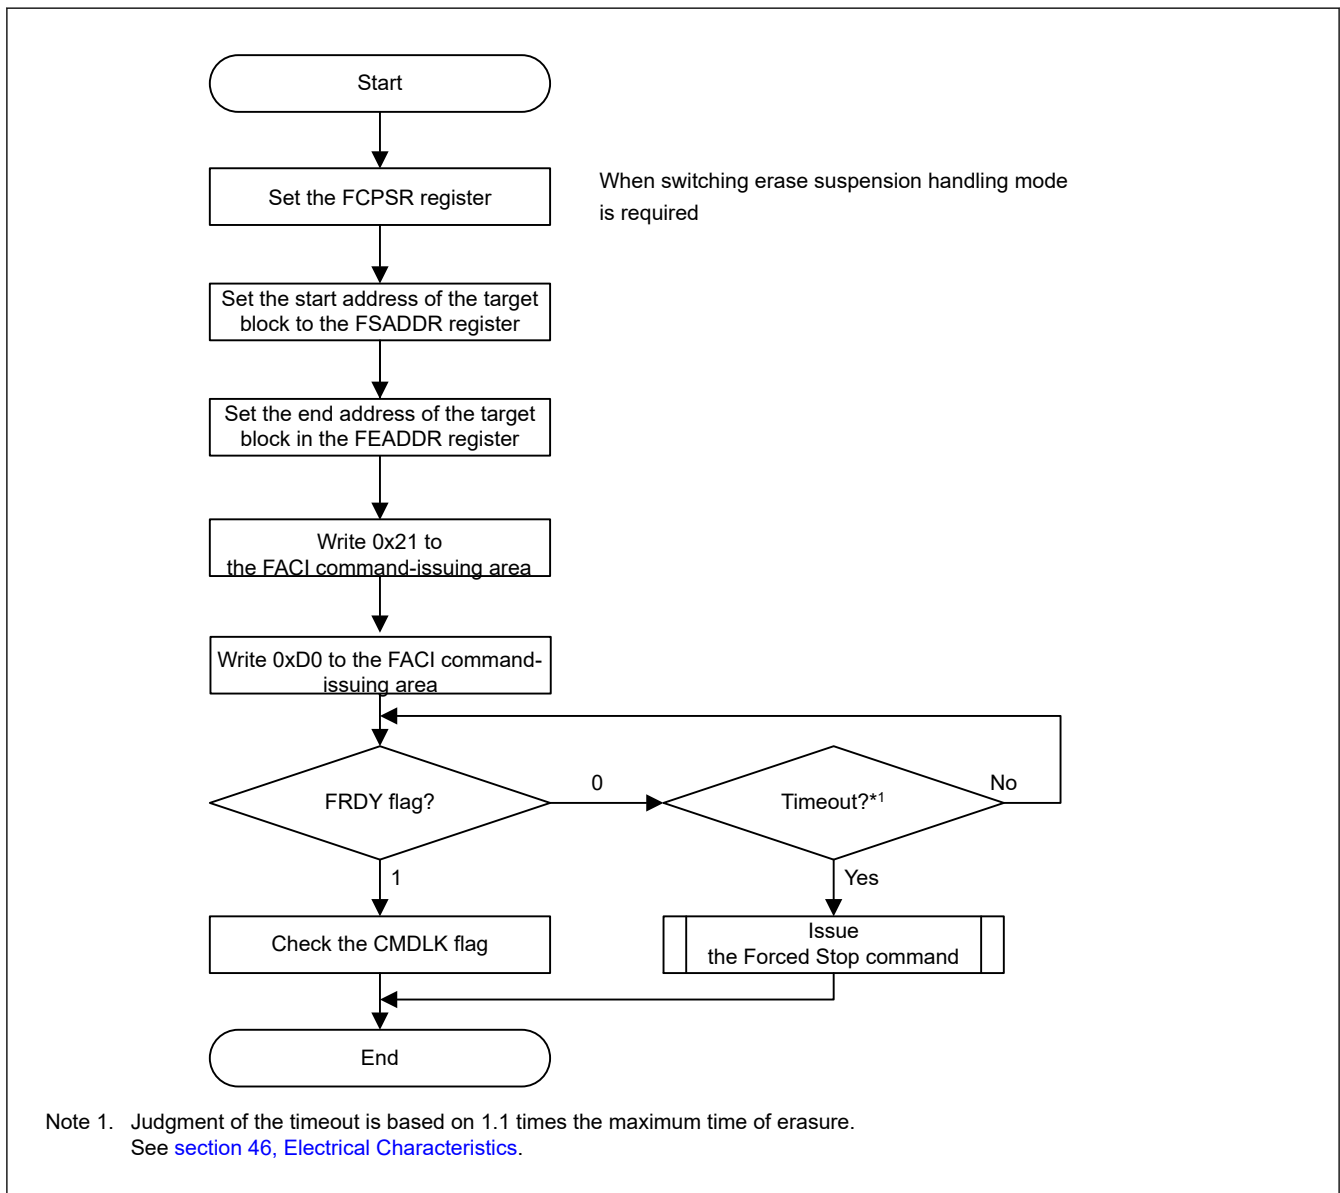 Start
Set the FCPSR register
When switching erase suspension handling mode
is required
Set the start address of the target
block to the FSADDR register
Set the end address of the target
block in the FEADDR register
Write 0x21 to
the FACI command-issuing area
Write 0xD0 to the FACI command-
issuing area
FRDY flag?
0
Timeout?*1
No
1
Yes
Check the CMDLK flag
Issue
the Forced Stop command
End
Note 1. Judgment of the timeout is based on 1.1 times the maximum time of erasure.
See section 46, Electrical Characteristics.